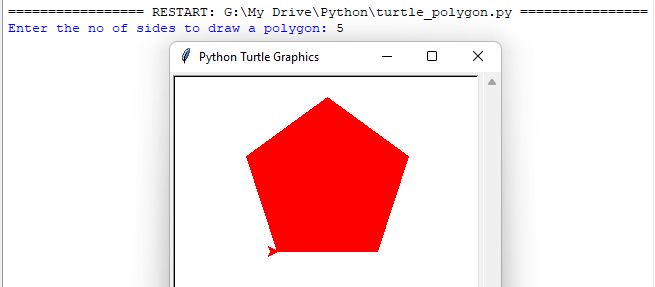 ================= RESTART: G:\My Drive\Python\turtle_polygon.py ================
Enter the no of sides to draw a polygon: 5
Python Turtle Graphics